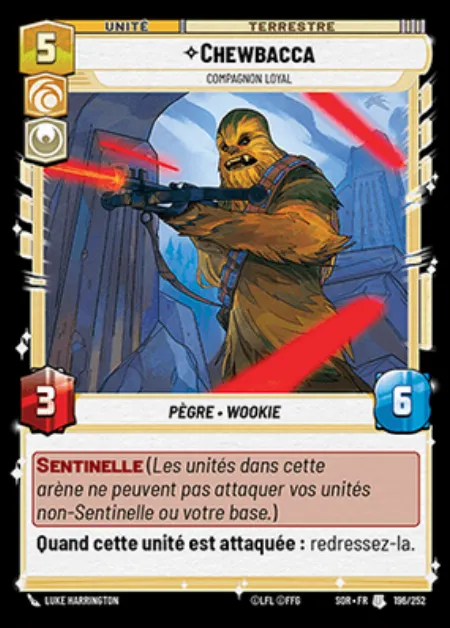 UNITÉ TERRESTRE
5
CHEWBACCA
COMPAGNON LOYAL
3
PÈGRE • WOOKIE
6
SENTINELLE (Les unités dans cette
arène ne peuvent pas attaquer vos unités
non-Sentinelle ou votre base.)
Quand cette unité est attaquée : redressez-la.
LUKE HARRINGTON ©LFL ©FFG SOR • FR 196/252